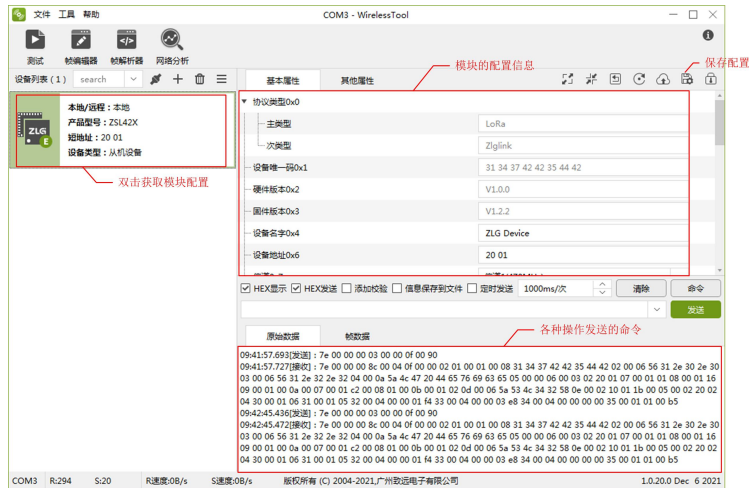 文件 工具 帮助
COM3 - WirelessTool
测试 帧编辑器 帧解析器 网络分析
设备列表 ( 1 ) search
基本属性 其他属性
模块的配置信息
保存配置
本地/远程：本地
产品型号：ZSL42X
短地址：20 01
设备类型：从机设备
ZLG
E
双击获取模块配置
协议类型0x0
主类型 LoRa
次类型 Zlglink
设备唯一码0x1 31 34 37 42 42 35 44 42
硬件版本0x2 V1.0.0
固件版本0x3 V1.2.2
设备名字0x4 ZLG Device
设备地址0x6 20 01
HEX显示 HEX发送 添加校验 信息保存到文件 定时发送 1000ms/次 清除 命令
发送
原始数据 帧数据
各种操作发送的命令
09:41:57.693[发送]：7e 00 00 00 03 00 00 0f 00 90
09:41:57.727[接收]：7e 00 00 00 8c 00 04 0f 00 00 02 01 00 01 00 08 31 34 37 42 42 35 44 42 02 00 06 56 31 2e 30 2e 30
03 00 06 56 31 2e 32 2e 32 04 00 0a 5a 4c 47 20 44 65 76 69 63 65 05 00 00 06 00 03 02 20 01 07 00 01 01 08 00 01 16
09 00 01 00 0a 00 07 00 01 c2 00 08 01 00 0b 00 01 02 0d 00 06 5a 53 4c 34 32 58 0e 00 02 10 01 1b 00 05 00 02 20 02
04 30 00 01 06 31 00 01 05 32 00 04 00 00 01 f4 33 00 04 00 00 03 e8 34 00 04 00 00 00 00 35 00 01 01 00 b5
09:42:45.436[发送]：7e 00 00 00 03 00 00 0f 00 90
09:42:45.472[接收]：7e 00 00 00 8c 00 04 0f 00 00 02 01 00 01 00 08 31 34 37 42 42 35 44 42 02 00 06 56 31 2e 30 2e 30
03 00 06 56 31 2e 32 2e 32 04 00 0a 5a 4c 47 20 44 65 76 69 63 65 05 00 00 06 00 03 02 20 01 07 00 01 01 08 00 01 16
09 00 01 00 0a 00 07 00 01 c2 00 08 01 00 0b 00 01 02 0d 00 06 5a 53 4c 34 32 58 0e 00 02 10 01 1b 00 05 00 02 20 02
04 30 00 01 06 31 00 01 05 32 00 04 00 00 01 f4 33 00 04 00 00 03 e8 34 00 04 00 00 00 00 35 00 01 01 00 b5
COM3 R:294 S:20 R速度:0B/s S速度:0B/s 版权所有 (C) 2004-2021,广州致远电子有限公司 1.0.20.0 Dec 6 2021